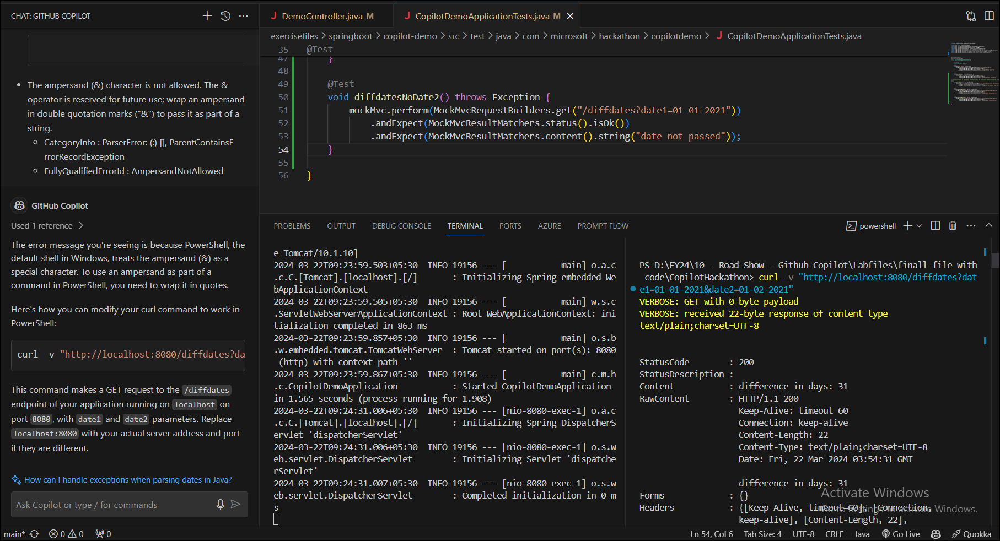 CHAT: GITHUB COPILOT
The ampersand (&) character is not allowed. The &
operator is reserved for future use; wrap an ampersand
in double quotation marks ("&") to pass it as part of a
string.
CategoryInfo : ParserError: (:) [], ParentContainsE
rrorRecordException
FullyQualifiedErrorId : AmpersandNotAllowed
GitHub Copilot
Used 1 reference
The error message you're seeing is because PowerShell, the
default shell in Windows, treats the ampersand (&) as a
special character. To use an ampersand as part of a
command in PowerShell, you need to wrap it in quotes.
Here's how you can modify your curl command to work in
PowerShell:
curl -v "http://localhost:8080/diffdates?da
This command makes a GET request to the /diffdates
endpoint of your application running on localhost on
port 8080, with date1 and date2 parameters. Replace
localhost:8080 with your actual server address and port
if they are different.
How can I handle exceptions when parsing dates in Java?
Ask Copilot or type / for commands
DemoController.java M
CopilotDemoApplicationTests.java M
exercisefiles > springboot > copilot-demo > src > test > java > com > microsoft > hackathon > copilotdemo > CopilotDemoApplicationTests.java
35 @Test
47 }
48
49 @Test
50 void diffdatesNoDate2() throws Exception {
51 mockMvc.perform(MockMvcRequestBuilders.get("/diffdates?date1=01-01-2021"))
52 .andExpect(MockMvcResultMatchers.status().isOk())
53 .andExpect(MockMvcResultMatchers.content().string("date not passed"));
54 }
55
56 }
PROBLEMS OUTPUT DEBUG CONSOLE TERMINAL PORTS AZURE PROMPT FLOW
powershell
e Tomcat/10.1.10]
2024-03-22T09:23:59.503+05:30 INFO 19156 --- [ main] o.a.c
.c.C.[Tomcat].[localhost].[/] : Initializing Spring embedded We
bApplicationContext
2024-03-22T09:23:59.505+05:30 INFO 19156 --- [ main] w.s.c
.ServletWebServerApplicationContext : Root WebApplicationContext: ini
tialization completed in 863 ms
2024-03-22T09:23:59.857+05:30 INFO 19156 --- [ main] o.s.b
.w.embedded.tomcat.TomcatWebServer : Tomcat started on port(s): 8080
(http) with context path ''
2024-03-22T09:23:59.867+05:30 INFO 19156 --- [ main] c.m.h
.c.CopilotDemoApplication : Started CopilotDemoApplication
in 1.565 seconds (process running for 1.908)
2024-03-22T09:24:31.006+05:30 INFO 19156 --- [nio-8080-exec-1] o.a.c
.c.C.[Tomcat].[localhost].[/] : Initializing Spring DispatcherS
ervlet 'dispatcherServlet'
2024-03-22T09:24:31.006+05:30 INFO 19156 --- [nio-8080-exec-1] o.s.w
eb.servlet.DispatcherServlet : Initializing Servlet 'dispatche
rServlet'
2024-03-22T09:24:31.007+05:30 INFO 19156 --- [nio-8080-exec-1] o.s.w
eb.servlet.DispatcherServlet : Completed initialization in 0 m
s
PS D:\FY24\10 - Road Show - Github Copilot\Labfiles\finall file with
code\CopilotHackathon> curl -v "http://localhost:8080/diffdates?dat
e1=01-01-2021&date2=01-02-2021"
VERBOSE: GET with 0-byte payload
VERBOSE: received 22-byte response of content type
text/plain;charset=UTF-8
StatusCode : 200
StatusDescription :
Content : difference in days: 31
RawContent : HTTP/1.1 200
Keep-Alive: timeout=60
Connection: keep-alive
Content-Length: 22
Content-Type: text/plain;charset=UTF-8
Date: Fri, 22 Mar 2024 03:54:31 GMT
difference in days: 31
Forms : {}
Headers : {[Keep-Alive, timeout=60], [Connection,
keep-alive], [Content-Length, 22],
Activate Windows
Go to Settings to activate Windows.
main* 0 0 0
Ln 54, Col 6 Tab Size: 4 UTF-8 CRLF Java Go Live Quokka